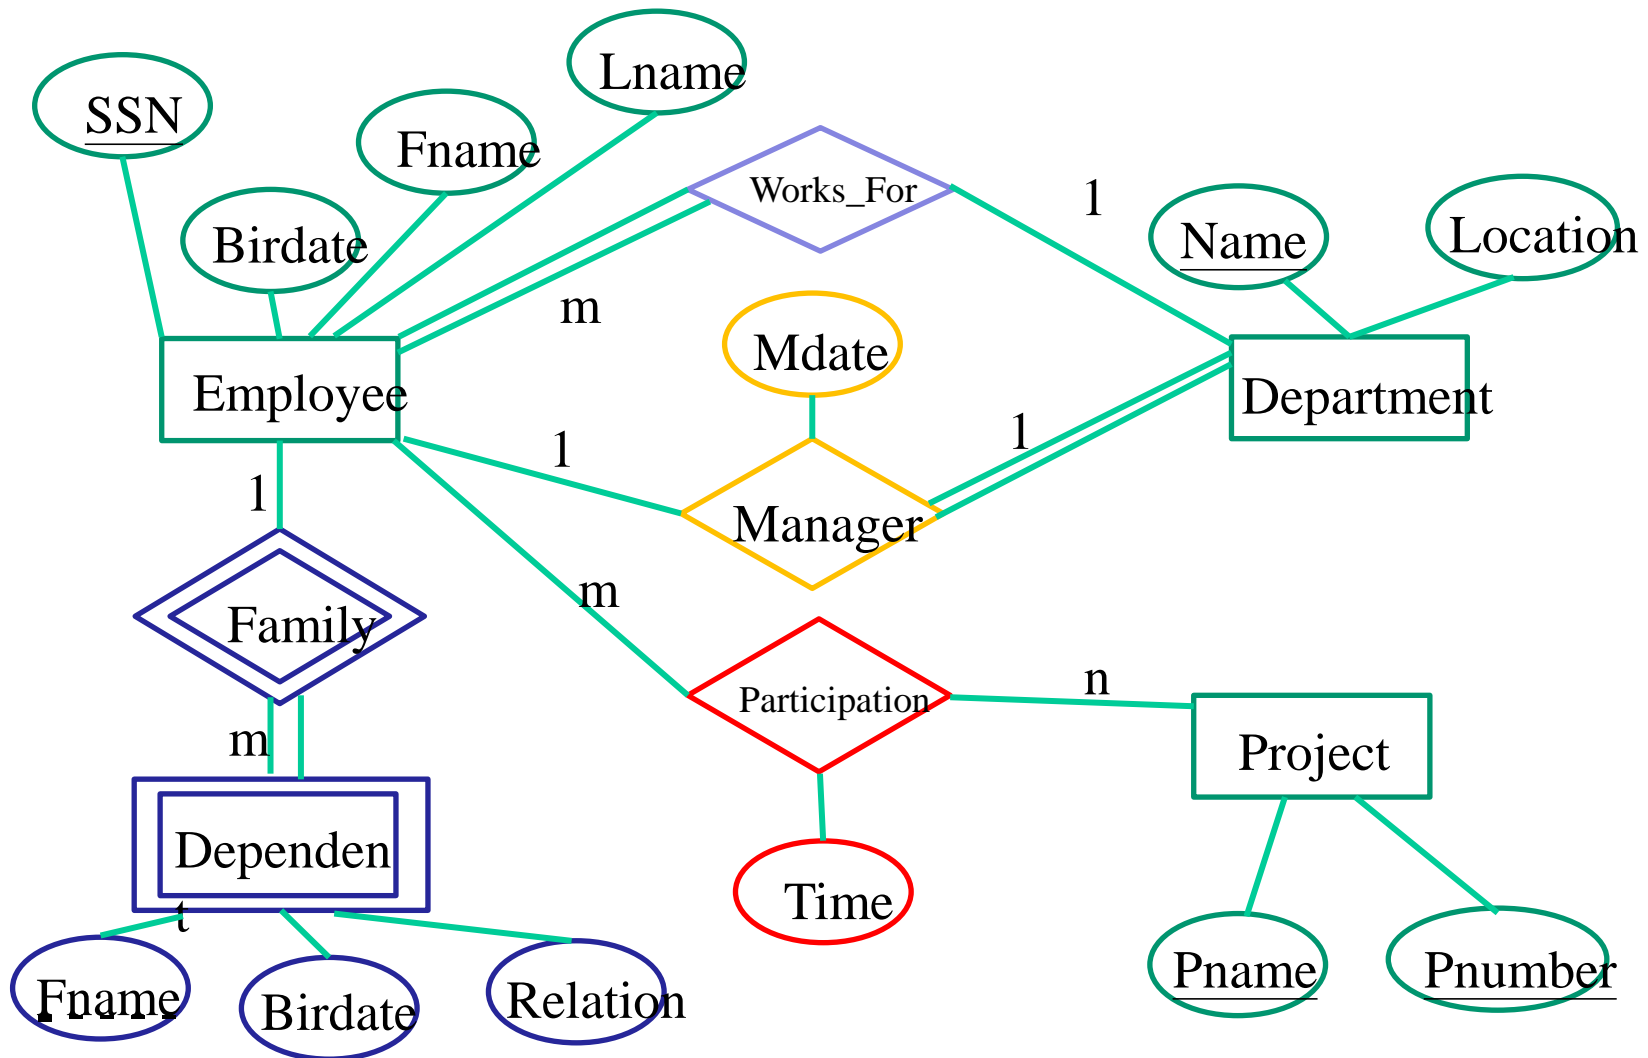 Lname
SSN
Fname
Works_For
1
Name
Location
Birdate
m
Mdate
Employee
Department
1
1
1
Manager
Family
m
Participation
n
m
Project
Dependen
t
Time
Fname
Birdate
Relation
Pname
Pnumber